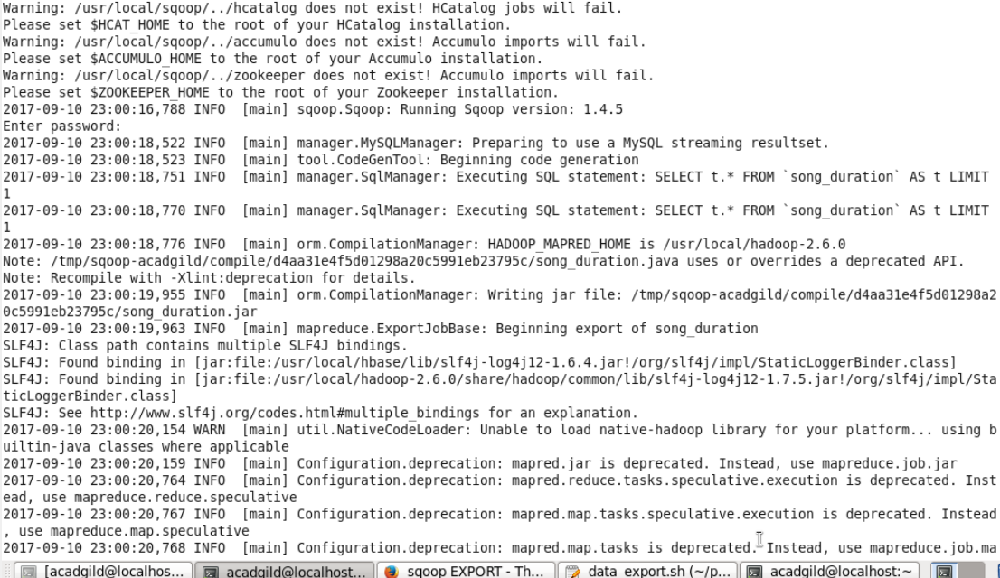 Warning: /usr/local/sqoop/../hcatalog does not exist! HCatalog jobs will fail.
Please set $HCAT_HOME to the root of your HCatalog installation.
Warning: /usr/local/sqoop/../accumulo does not exist! Accumulo imports will fail.
Please set $ACCUMULO_HOME to the root of your Accumulo installation.
Warning: /usr/local/sqoop/../zookeeper does not exist! Accumulo imports will fail.
Please set $ZOOKEEPER_HOME to the root of your Zookeeper installation.
2017-09-10 23:00:16,788 INFO  [main] sqoop.Sqoop: Running Sqoop version: 1.4.5
Enter password:
2017-09-10 23:00:18,522 INFO  [main] manager.MySQLManager: Preparing to use a MySQL streaming resultset.
2017-09-10 23:00:18,523 INFO  [main] tool.CodeGenTool: Beginning code generation
2017-09-10 23:00:18,751 INFO  [main] manager.SqlManager: Executing SQL statement: SELECT t.* FROM `song_duration` AS t LIMIT
1
2017-09-10 23:00:18,770 INFO  [main] manager.SqlManager: Executing SQL statement: SELECT t.* FROM `song_duration` AS t LIMIT
1
2017-09-10 23:00:18,776 INFO  [main] orm.CompilationManager: HADOOP_MAPRED_HOME is /usr/local/hadoop-2.6.0
Note: /tmp/sqoop-acadgild/compile/d4aa31e4f5d01298a20c5991eb23795c/song_duration.java uses or overrides a deprecated API.
Note: Recompile with -Xlint:deprecation for details.
2017-09-10 23:00:19,955 INFO  [main] orm.CompilationManager: Writing jar file: /tmp/sqoop-acadgild/compile/d4aa31e4f5d01298a2
0c5991eb23795c/song_duration.jar
2017-09-10 23:00:19,963 INFO  [main] mapreduce.ExportJobBase: Beginning export of song_duration
SLF4J: Class path contains multiple SLF4J bindings.
SLF4J: Found binding in [jar:file:/usr/local/hbase/lib/slf4j-log4j12-1.6.4.jar!/org/slf4j/impl/StaticLoggerBinder.class]
SLF4J: Found binding in [jar:file:/usr/local/hadoop-2.6.0/share/hadoop/common/lib/slf4j-log4j12-1.7.5.jar!/org/slf4j/impl/Sta
ticLoggerBinder.class]
SLF4J: See http://www.slf4j.org/codes.html#multiple_bindings for an explanation.
2017-09-10 23:00:20,154 WARN  [main] util.NativeCodeLoader: Unable to load native-hadoop library for your platform... using b
uiltin-java classes where applicable
2017-09-10 23:00:20,159 INFO  [main] Configuration.deprecation: mapred.jar is deprecated. Instead, use mapreduce.job.jar
2017-09-10 23:00:20,764 INFO  [main] Configuration.deprecation: mapred.reduce.tasks.speculative.execution is deprecated. Inst
ead, use mapreduce.reduce.speculative
2017-09-10 23:00:20,767 INFO  [main] Configuration.deprecation: mapred.map.tasks.speculative.execution is deprecated. Instead
, use mapreduce.map.speculative
2017-09-10 23:00:20,768 INFO  [main] Configuration.deprecation: mapred.map.tasks is deprecated. Instead, use mapreduce.job.ma
[acadgild@localhos... acadgild@localhost:... sqoop EXPORT - Th... data_export.sh (~/p... acadgild@localhost:~